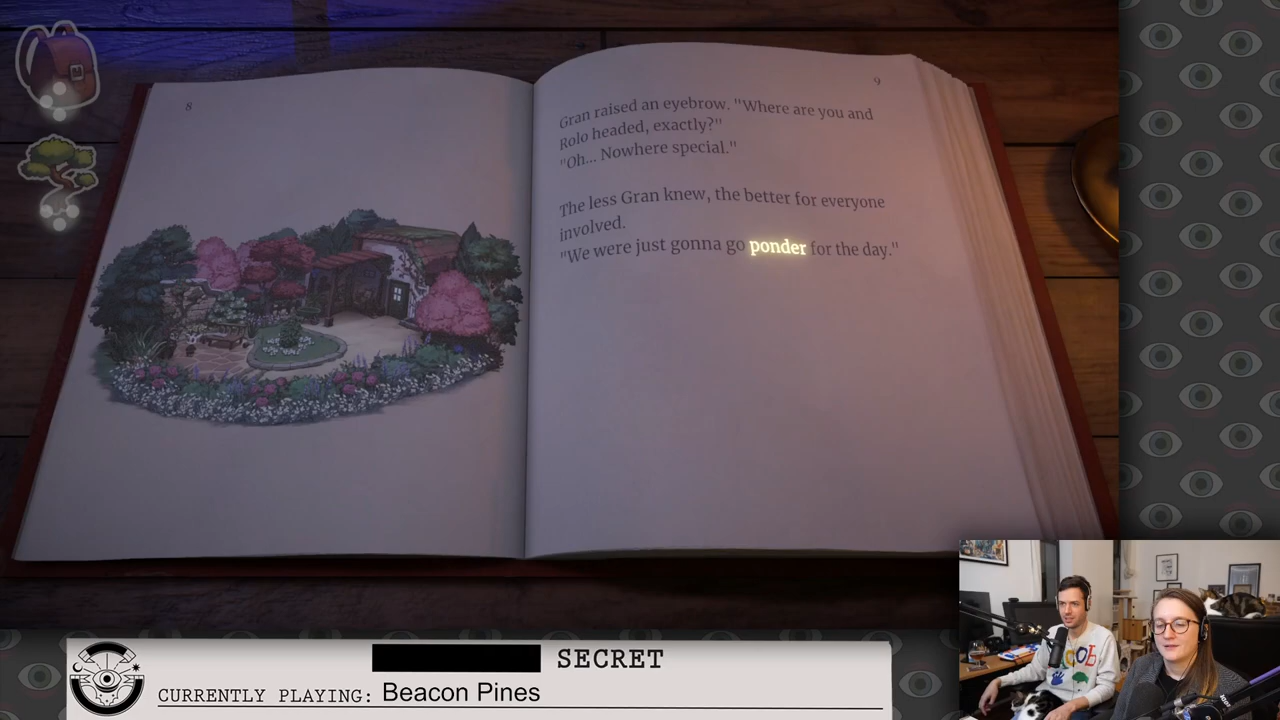 8
9
Gran raised an eyebrow. "Where are you and
Rolo headed, exactly?"
"Oh... Nowhere special."
The less Gran knew, the better for everyone
involved.
"We were just gonna go ponder for the day."
SECRET
CURRENTLY PLAYING: Beacon Pines